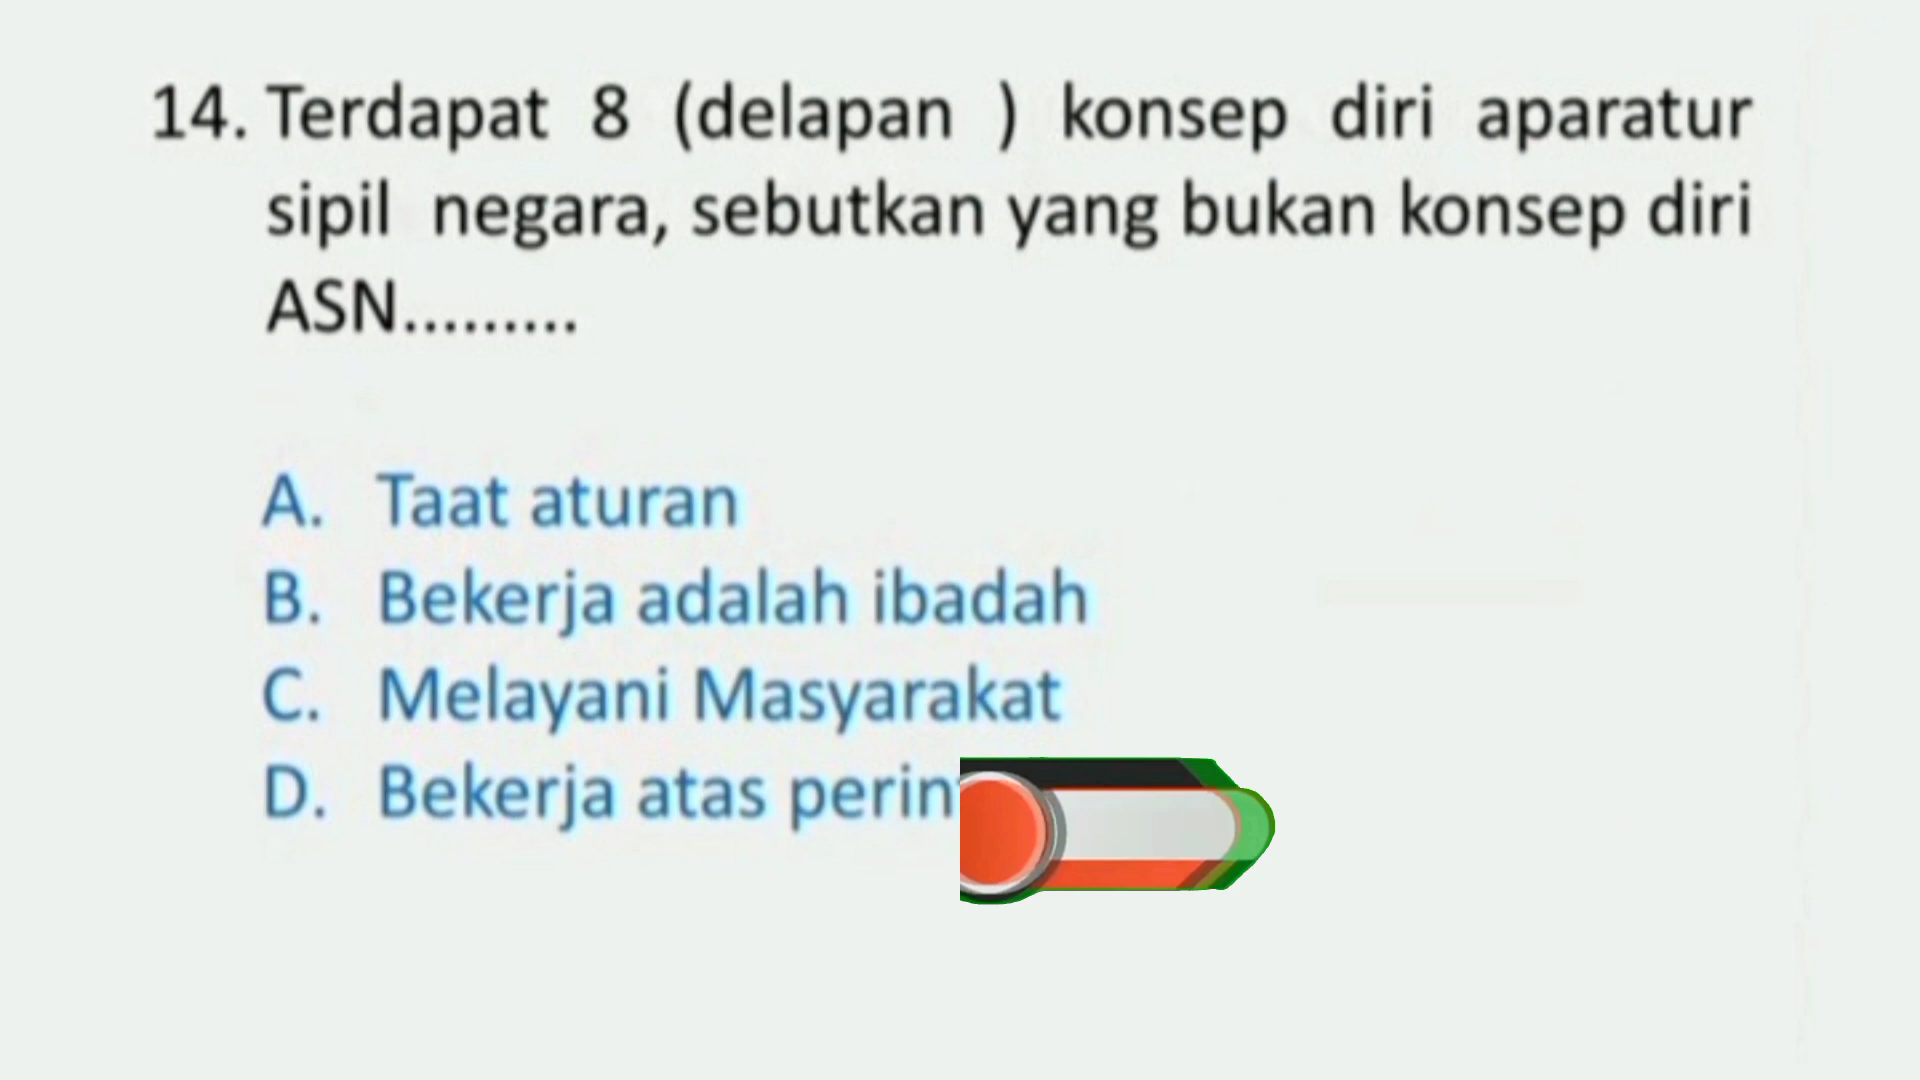 14. Terdapat 8 (delapan ) konsep diri aparatur
sipil negara, sebutkan yang bukan konsep diri
ASN.........
A. Taat aturan
B. Bekerja adalah ibadah
C. Melayani Masyarakat
D. Bekerja atas